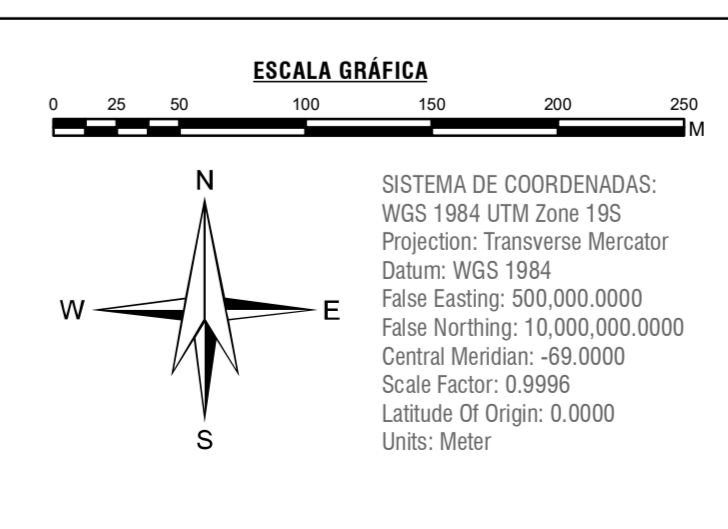 ESCALA GRÁFICA
0 25 50 100 150 200 250
M
N
W E
S
SISTEMA DE COORDENADAS:
WGS 1984 UTM Zone 19S
Projection: Transverse Mercator
Datum: WGS 1984
False Easting: 500,000.0000
False Northing: 10,000,000.0000
Central Meridian: -69.0000
Scale Factor: 0.9996
Latitude Of Origin: 0.0000
Units: Meter